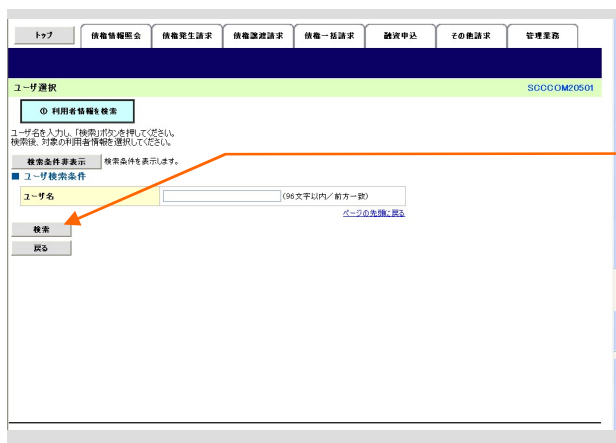 トップ 債権情報照会 債権発生請求 債権譲渡請求 債権一括請求 融資申込 その他請求 管理業務
ユーザ選択 SCCCOM20501
① 利用者情報を検索
ユーザ名を入力し、「検索」ボタンを押してください。
検索後、対象の利用者情報を選択してください。
検索条件非表示 検索条件を表示します。
■ ユーザ検索条件
ユーザ名 (96文字以内/前方一致)
ページの先頭に戻る
検索
戻る